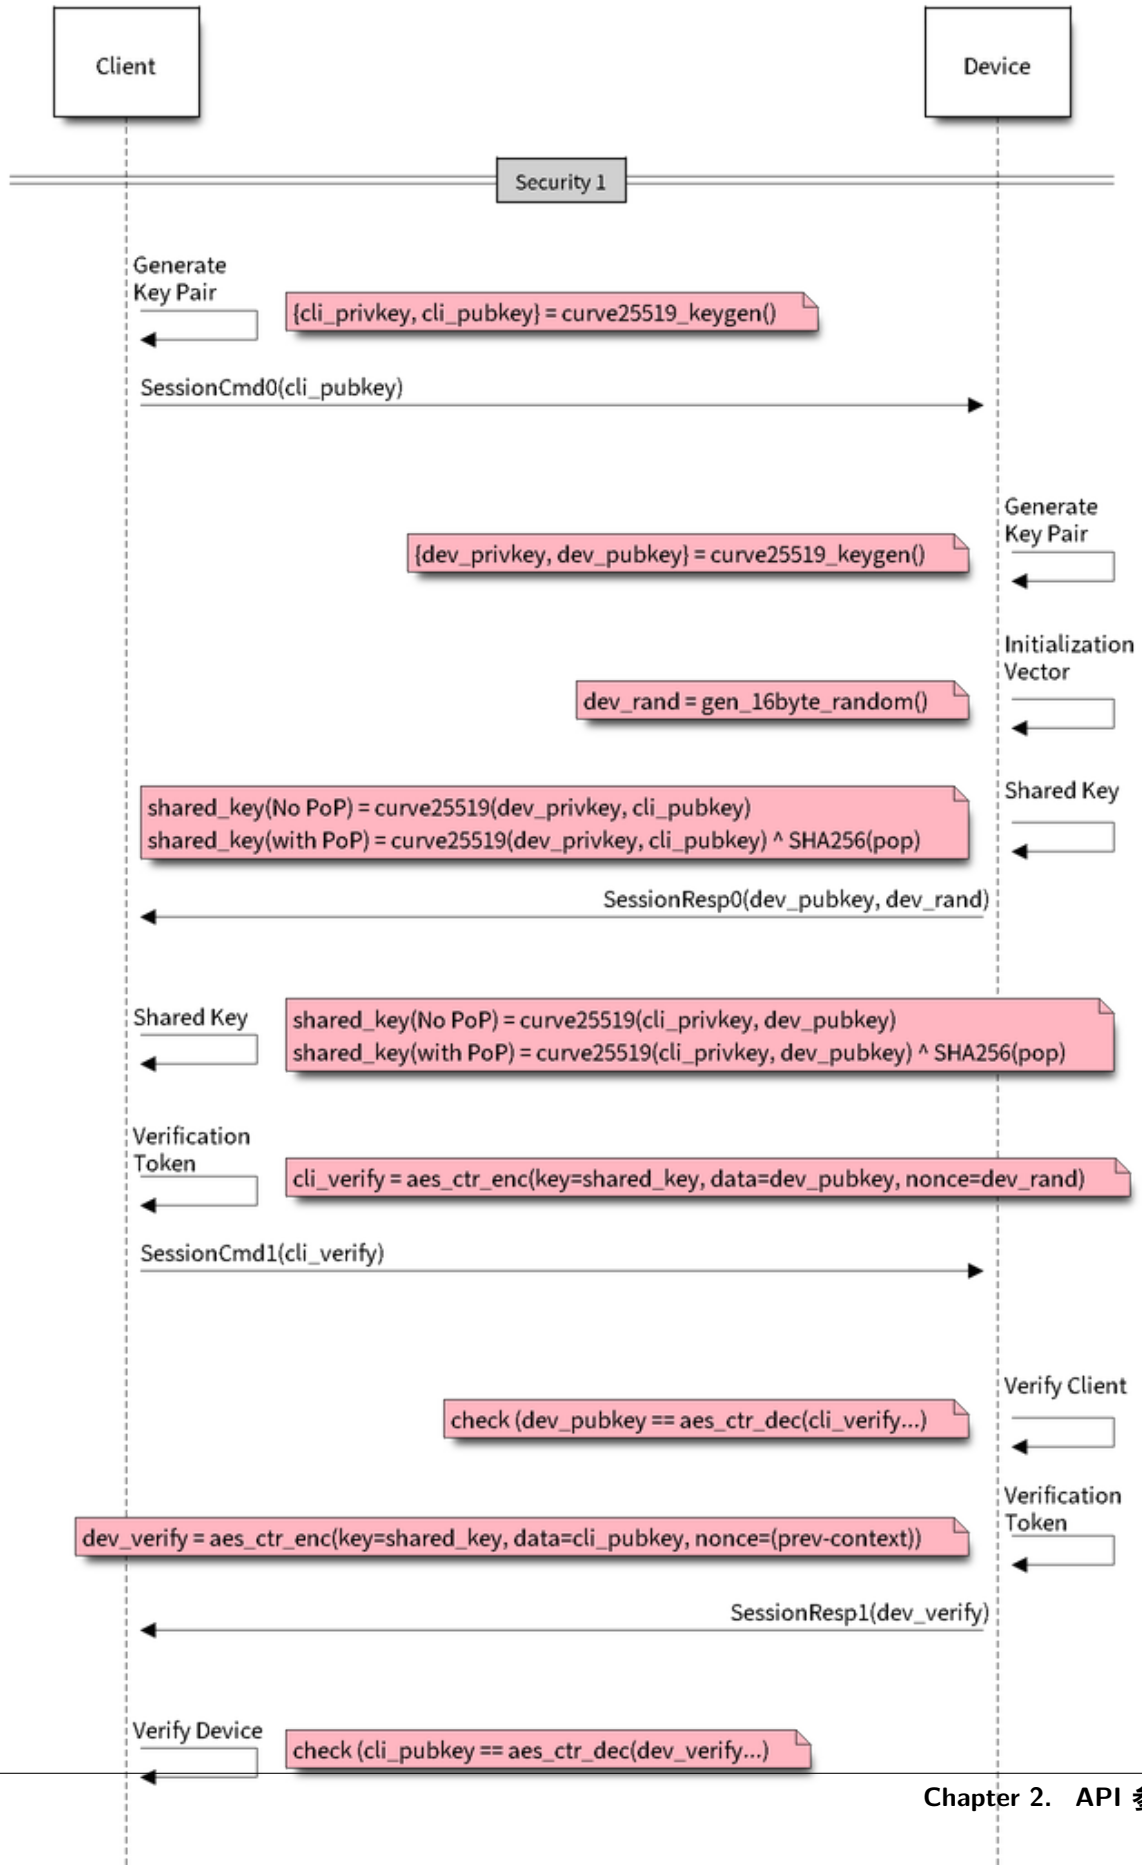 Client
Device
Security 1
Generate
Key Pair
{cli_privkey, cli_pubkey} = curve25519_keygen()
SessionCmd0(cli_pubkey)
Generate
Key Pair
{dev_privkey, dev_pubkey} = curve25519_keygen()
Initialization
Vector
dev_rand = gen_16byte_random()
Shared Key
shared_key(No PoP) = curve25519(dev_privkey, cli_pubkey)
shared_key(with PoP) = curve25519(dev_privkey, cli_pubkey) ^ SHA256(pop)
SessionResp0(dev_pubkey, dev_rand)
Shared Key
shared_key(No PoP) = curve25519(cli_privkey, dev_pubkey)
shared_key(with PoP) = curve25519(cli_privkey, dev_pubkey) ^ SHA256(pop)
Verification
Token
cli_verify = aes_ctr_enc(key=shared_key, data=dev_pubkey, nonce=dev_rand)
SessionCmd1(cli_verify)
Verify Client
check (dev_pubkey == aes_ctr_dec(cli_verify...)
Verification
Token
dev_verify = aes_ctr_enc(key=shared_key, data=cli_pubkey, nonce=(prev-context))
SessionResp1(dev_verify)
Verify Device
check (cli_pubkey == aes_ctr_dec(dev_verify...)
Chapter 2. API